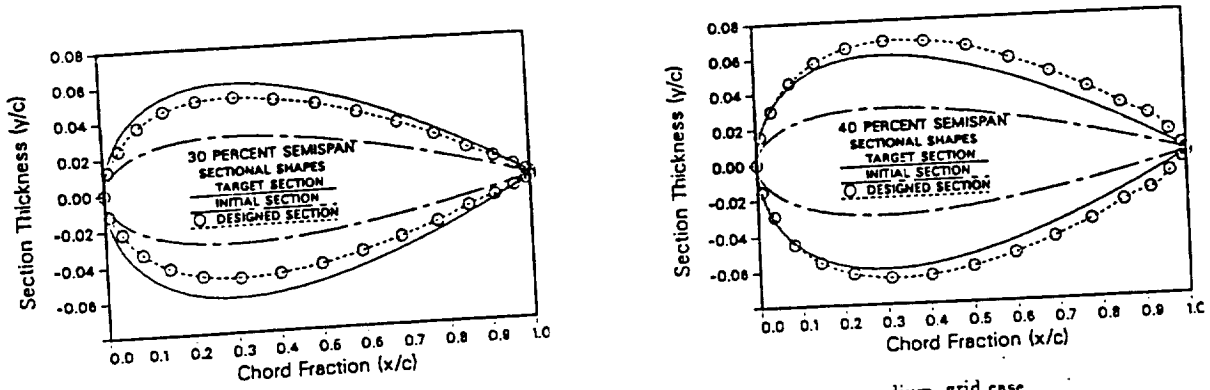 0.08
0.06
0.04
0.02
0.00
-0.02
-0.04
-0.06
Section Thickness (y/c)
30 PERCENT SEMISPAN
SECTIONAL SHAPES
TARGET SECTION
INITIAL SECTION
DESIGNED SECTION
0.0 0.1 0.2 0.3 0.4 0.5 0.6 0.7 0.8 0.9 1.0
Chord Fraction (x/c)
0.08
0.06
0.04
0.02
0.00
-0.02
-0.04
-0.06
Section Thickness (y/c)
40 PERCENT SEMISPAN
SECTIONAL SHAPES
TARGET SECTION
INITIAL SECTION
DESIGNED SECTION
0.0 0.1 0.2 0.3 0.4 0.5 0.6 0.7 0.8 0.9 1.0
Chord Fraction (x/c)
grid case